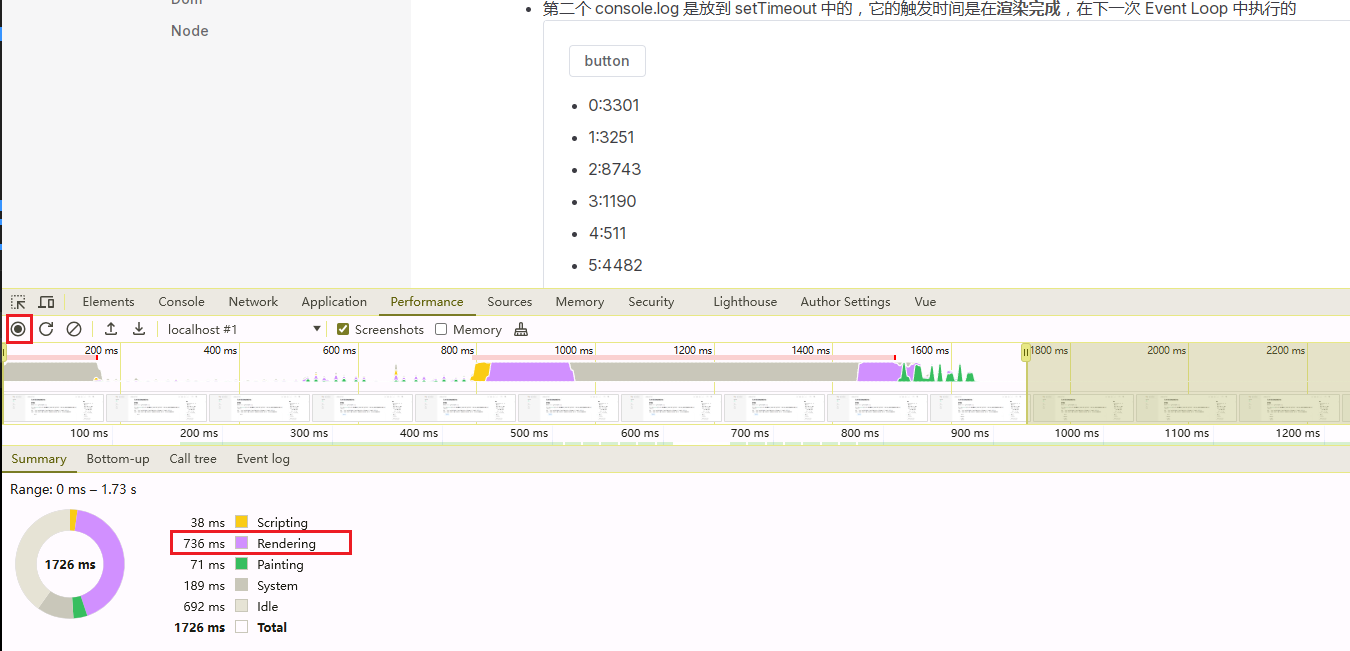 Dom
第二个 console.log 是放到 setTimeout 中的，它的触发时间是在渲染完成，在下一次 Event Loop 中执行的
Node
button
0:3301
1:3251
2:8743
3:1190
4:511
5:4482
Elements Console Network Application Performance Sources Memory Security Lighthouse Author Settings Vue
localhost #1 Screenshots Memory
200 ms 400 ms 600 ms 800 ms 1000 ms 1200 ms 1400 ms 1600 ms 1800 ms 2000 ms 2200 ms
100 ms 200 ms 300 ms 400 ms 500 ms 600 ms 700 ms 800 ms 900 ms 1000 ms 1100 ms 1200 ms
Summary Bottom-up Call tree Event log
Range: 0 ms – 1.73 s
38 ms Scripting
736 ms Rendering
1726 ms
71 ms Painting
189 ms System
692 ms Idle
1726 ms Total